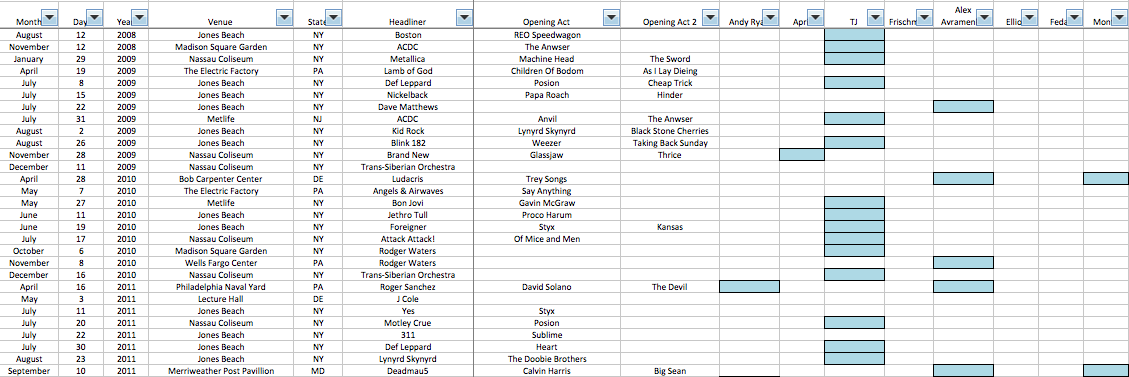 Alex
Month Day Year Venue State Headliner Opening Act Opening Act 2 Andy Rya Apr TJ Frischm Avramen Ellio Feda Mon
August 12 2008 Jones Beach NY Boston REO Speedwagon
November 12 2008 Madison Square Garden NY ACDC The Anwser
January 29 2009 Nassau Coliseum NY Metallica Machine Head The Sword
April 19 2009 The Electric Factory PA Lamb of God Children Of Bodom As I Lay Dieing
July 8 2009 Jones Beach NY Def Leppard Posion Cheap Trick
July 15 2009 Jones Beach NY Nickelback Papa Roach Hinder
July 22 2009 Jones Beach NY Dave Matthews
July 31 2009 Metlife NJ ACDC Anvil The Anwser
August 2 2009 Jones Beach NY Kid Rock Lynyrd Skynyrd Black Stone Cherries
August 26 2009 Jones Beach NY Blink 182 Weezer Taking Back Sunday
November 28 2009 Nassau Coliseum NY Brand New Glassjaw Thrice
December 11 2009 Nassau Coliseum NY Trans-Siberian Orchestra
April 28 2010 Bob Carpenter Center DE Ludacris Trey Songs
May 7 2010 The Electric Factory PA Angels & Airwaves Say Anything
May 27 2010 Metlife NY Bon Jovi Gavin McGraw
June 11 2010 Jones Beach NY Jethro Tull Proco Harum
June 19 2010 Jones Beach NY Foreigner Styx Kansas
July 17 2010 Nassau Coliseum NY Attack Attack! Of Mice and Men
October 6 2010 Madison Square Garden NY Rodger Waters
November 8 2010 Wells Fargo Center PA Rodger Waters
December 16 2010 Nassau Coliseum NY Trans-Siberian Orchestra
April 16 2011 Philadelphia Naval Yard PA Roger Sanchez David Solano The Devil
May 3 2011 Lecture Hall DE J Cole
July 11 2011 Jones Beach NY Yes Styx
July 20 2011 Nassau Coliseum NY Motley Crue Posion
July 22 2011 Jones Beach NY 311 Sublime
July 30 2011 Jones Beach NY Def Leppard Heart
August 23 2011 Jones Beach NY Lynyrd Skynyrd The Doobie Brothers
September 10 2011 Merriweather Post Pavillion MD Deadmau5 Calvin Harris Big Sean